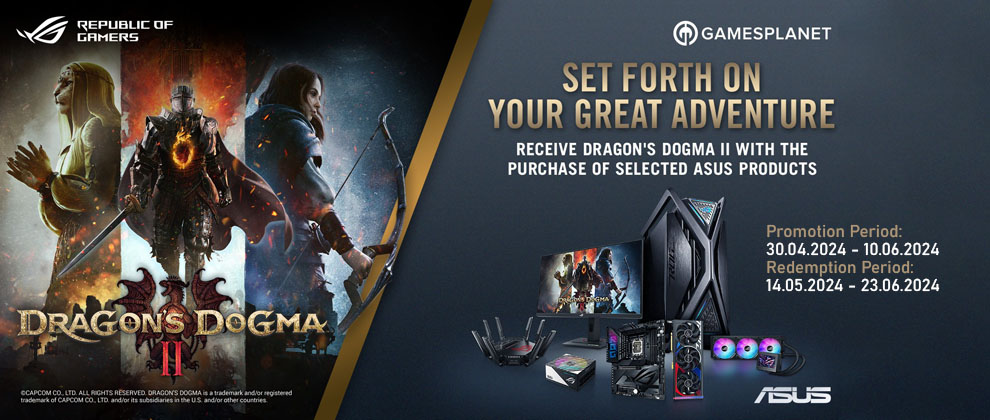 REPUBLIC OF
GAMERS
DRAGON'S DOGMA
II
©CAPCOM CO., LTD. ALL RIGHTS RESERVED. DRAGON'S DOGMA is a trademark and/or registered
trademark of CAPCOM CO., LTD. and/or its subsidiaries in the U.S. and/or other countries.
GAMESPLANET
SET FORTH ON
YOUR GREAT ADVENTURE
RECEIVE DRAGON'S DOGMA II WITH THE
PURCHASE OF SELECTED ASUS PRODUCTS
Promotion Period:
30.04.2024 - 10.06.2024
Redemption Period:
14.05.2024 - 23.06.2024
DRAGON'S DOGMA
II
ASUS